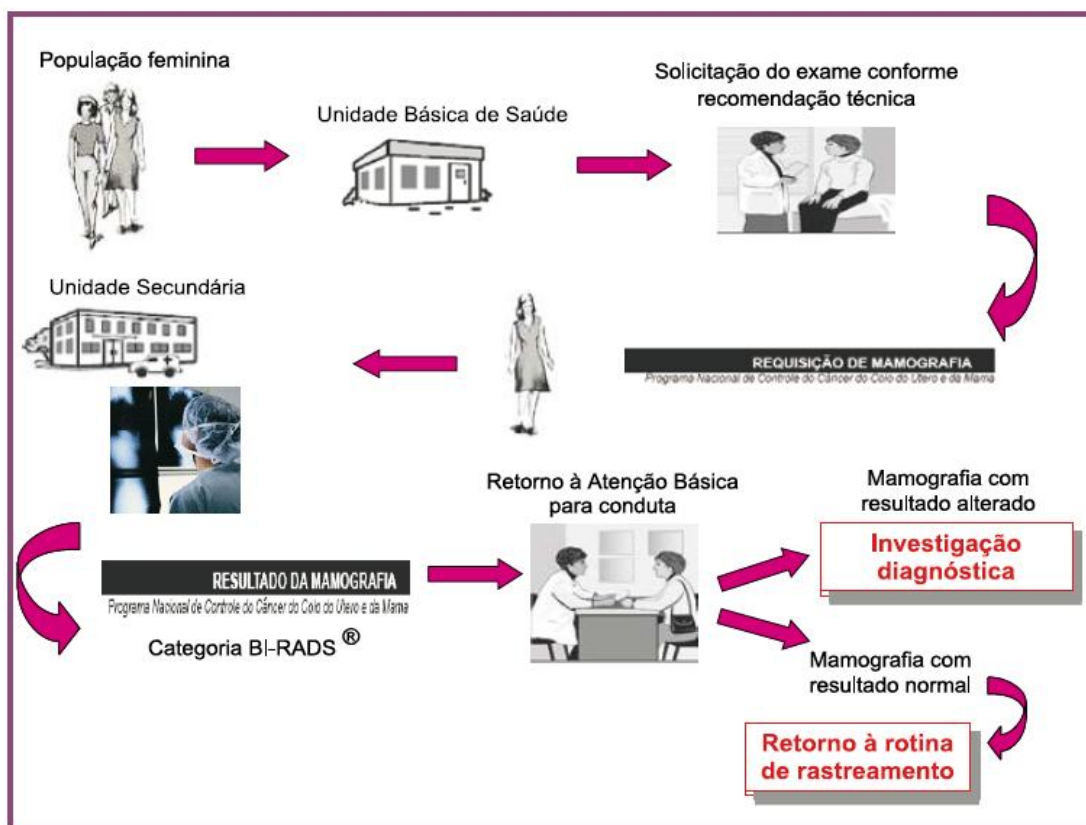 População feminina
Unidade Básica de Saúde
Solicitação do exame conforme
recomendação técnica
Unidade Secundária
REQUISIÇÃO DE MAMOGRAFIA
Programa Nacional de Controle do Câncer do Colo do Útero e da Mama
Retorno à Atenção Básica
para conduta
Mamografia com
resultado alterado
Investigação
diagnóstica
RESULTADO DA MAMOGRAFIA
Programa Nacional de Controle do Câncer do Colo do Útero e da Mama
Categoria BI-RADS ®
Mamografia com
resultado normal
Retorno à rotina
de rastreamento